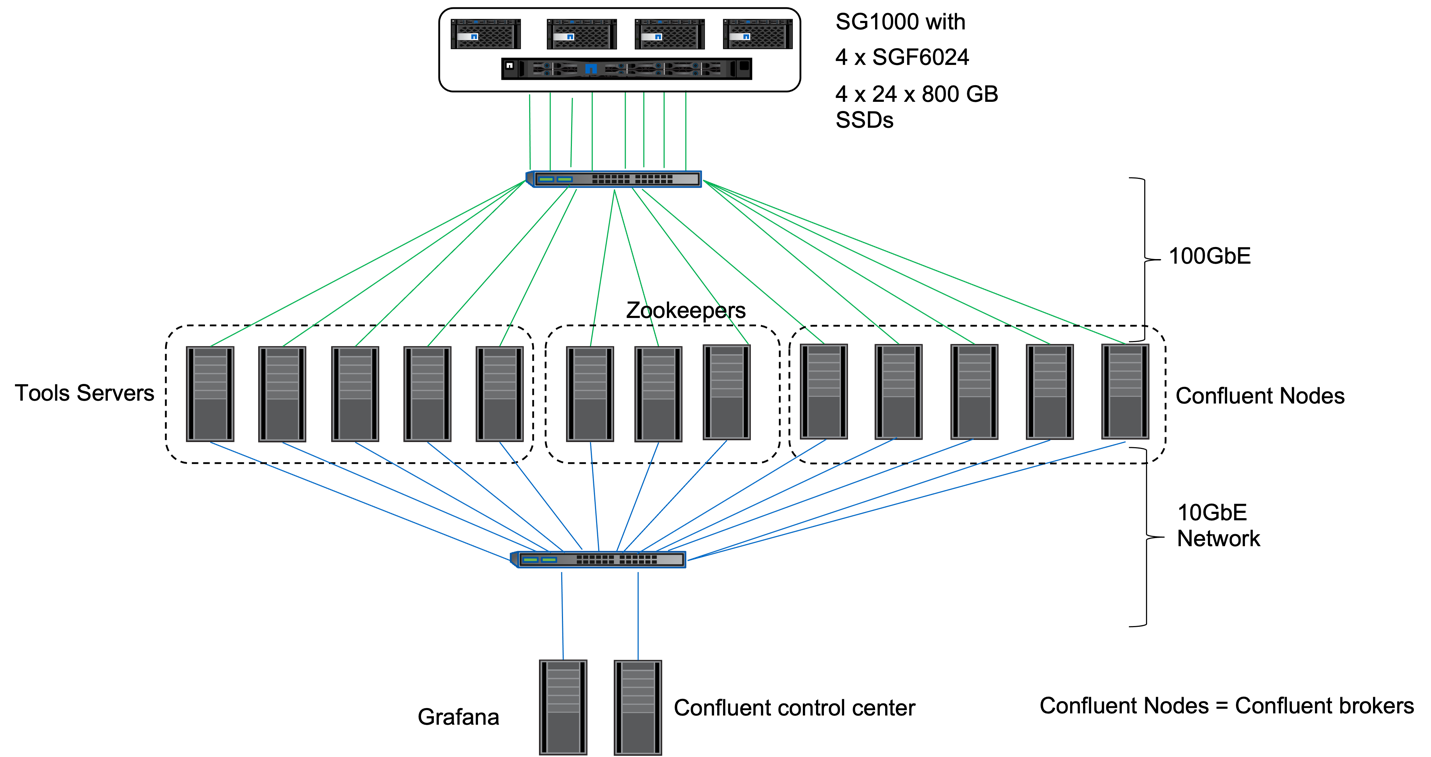 SG1000 with
4 x SGF6024
4 x 24 x 800 GB
SSDs
100GbE
Zookeepers
Tools Servers
Confluent Nodes
10GbE
Network
Grafana
Confluent control center
Confluent Nodes = Confluent brokers